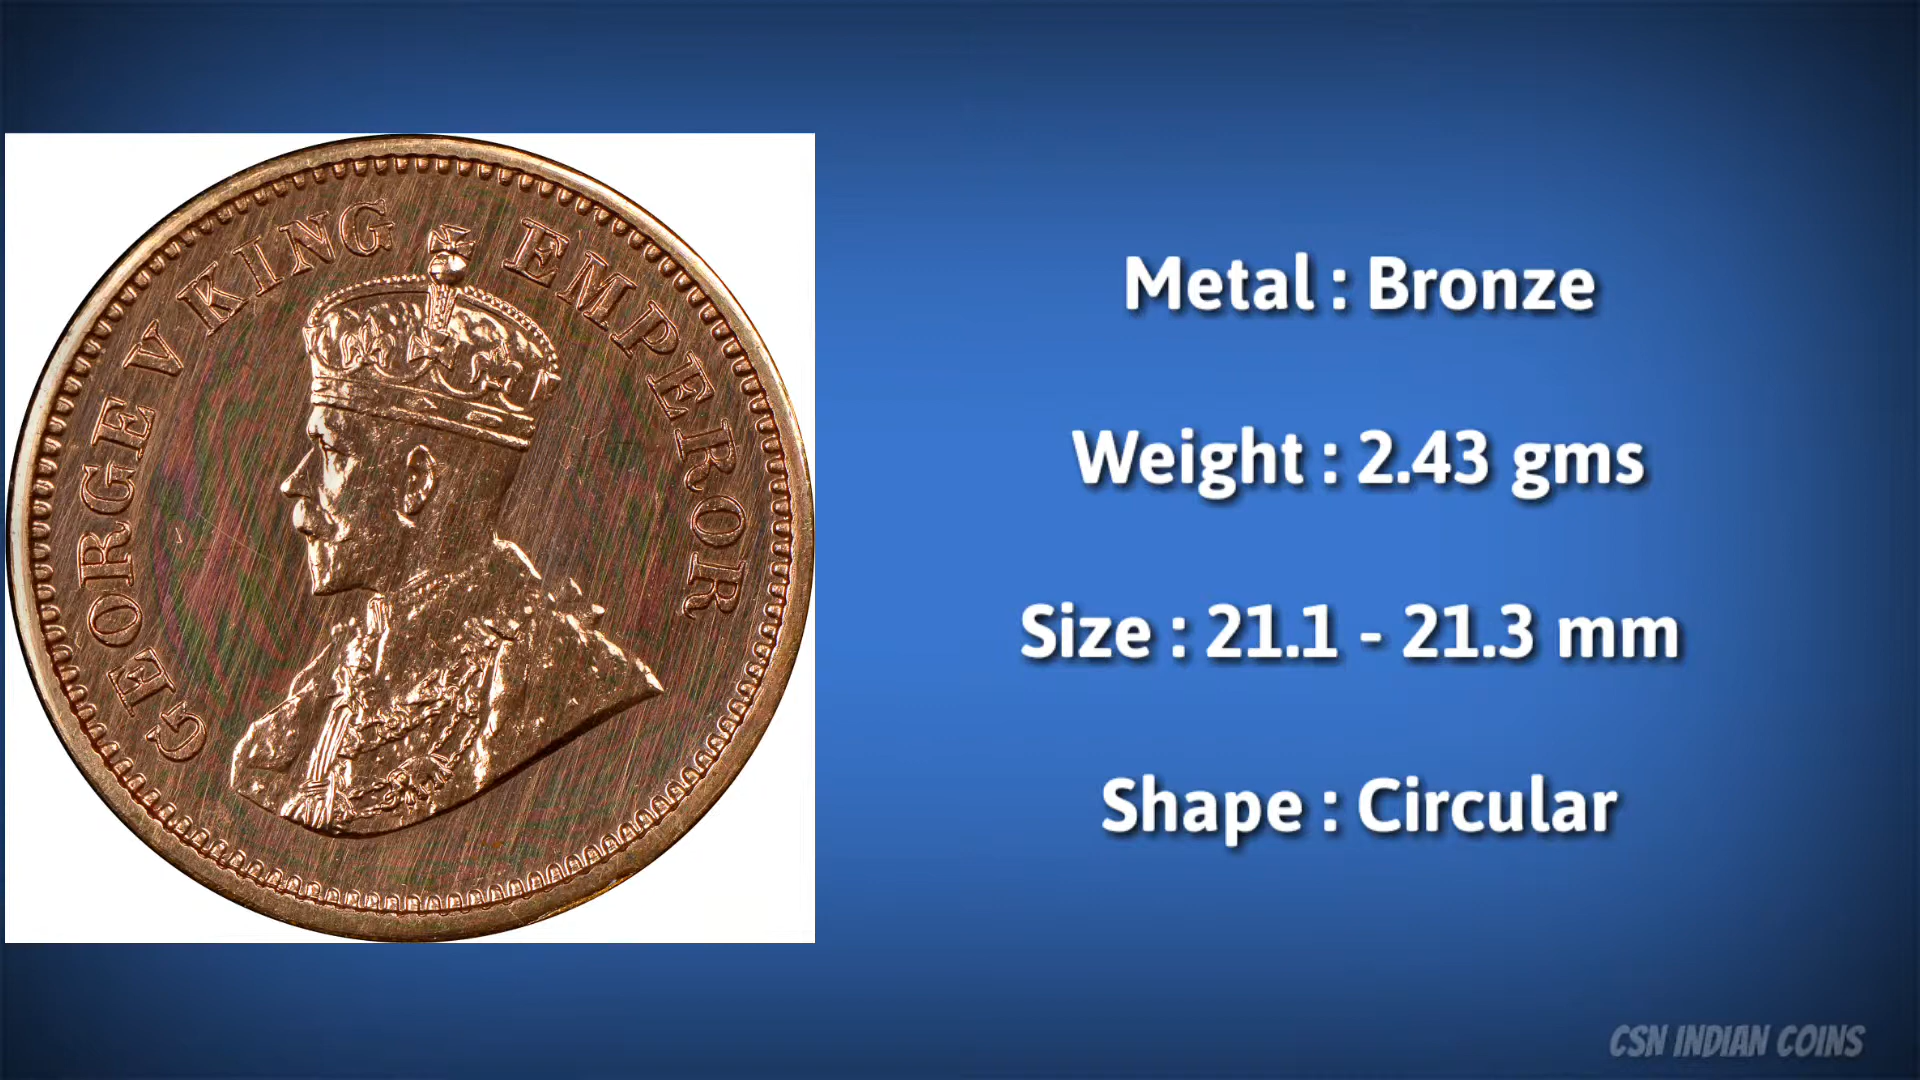 GEORGE V KING EMPEROR
Metal : Bronze
Weight : 2.43 gms
Size : 21.1 - 21.3 mm
Shape : Circular
CSN INDIAN COINS